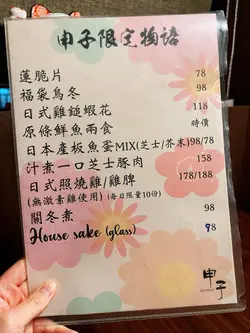 申子限定物語
蓮脆片 78
福袋烏冬 98
日式雞鎚蝦花 118
原條鮮魚兩食 時價
日本產板魚蛋MIX(芝士/芥末) 98/78
汁煮一口芝士豚肉 158
日式照燒雞/雞髀 178/188
(無激素雞使用) (每日限量10份)
關冬煮 98
House sake (glass) 98
申子